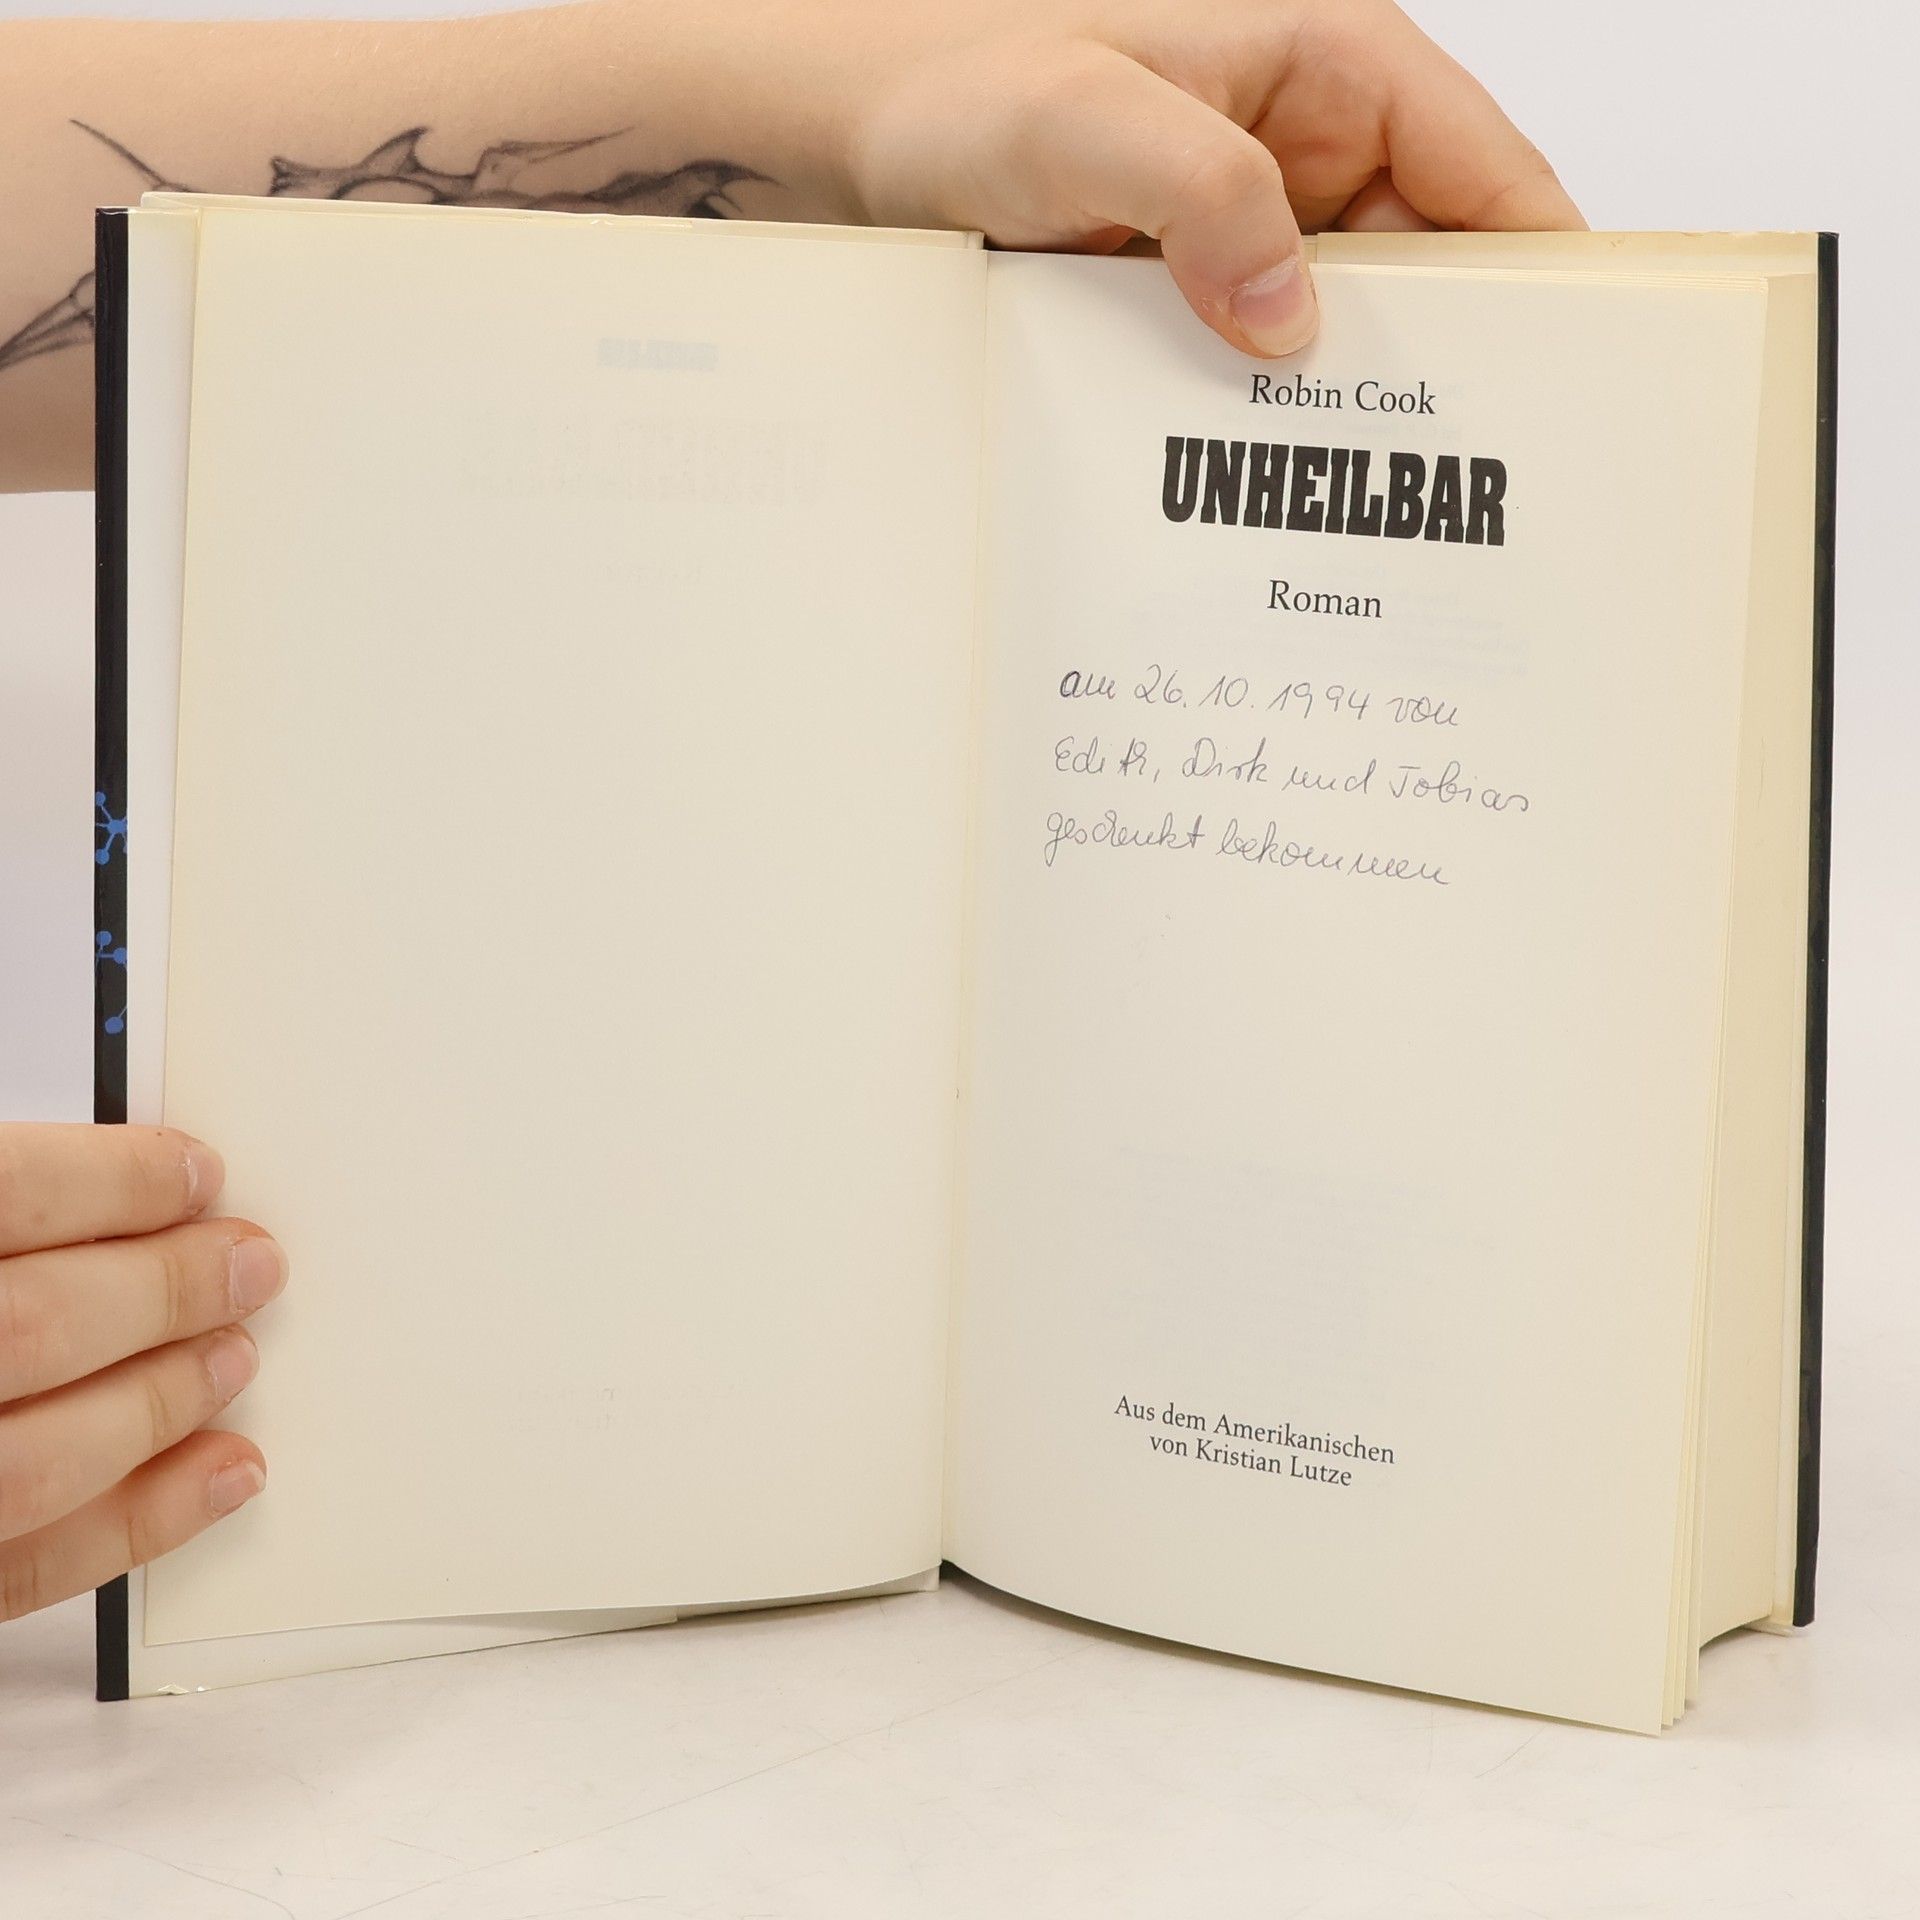 Robin Cook
UNHEILBAR
Roman
am 26.10.1994 von
Edith, Dirk und Tobias
geschenkt bekommen
Aus dem Amerikanischen
von Kristian Lutze